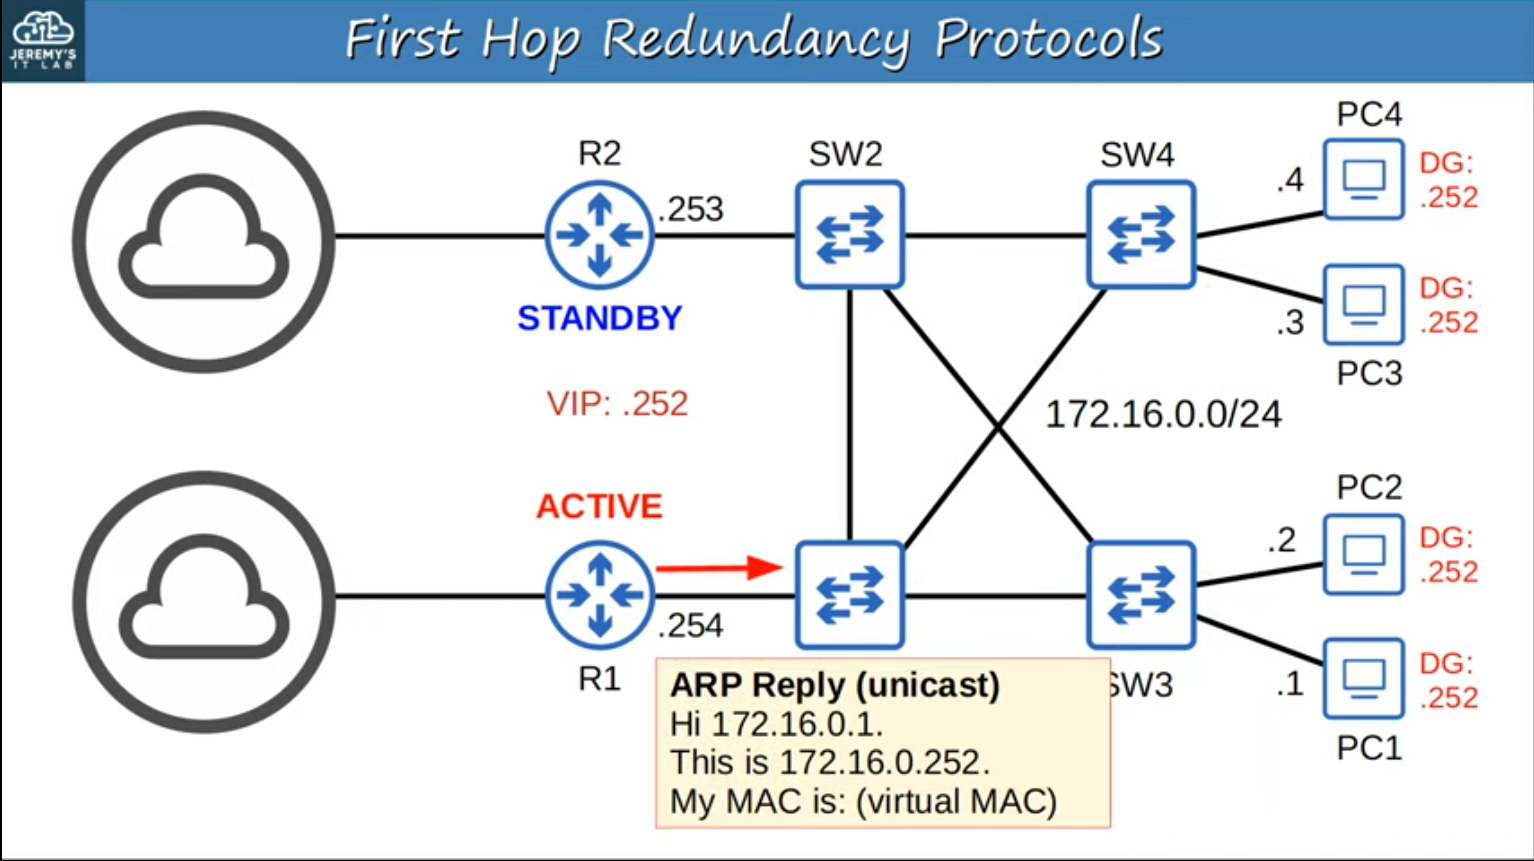 JEREMY'S
IT LAB
First Hop Redundancy Protocols
PC4
R2
SW2
SW4
.4
DG:
.252
.253
STANDBY
.3
DG:
.252
PC3
VIP: .252
172.16.0.0/24
ACTIVE
PC2
.2
DG:
.252
.254
R1
SW3
.1
DG:
.252
PC1
ARP Reply (unicast)
Hi 172.16.0.1.
This is 172.16.0.252.
My MAC is: (virtual MAC)